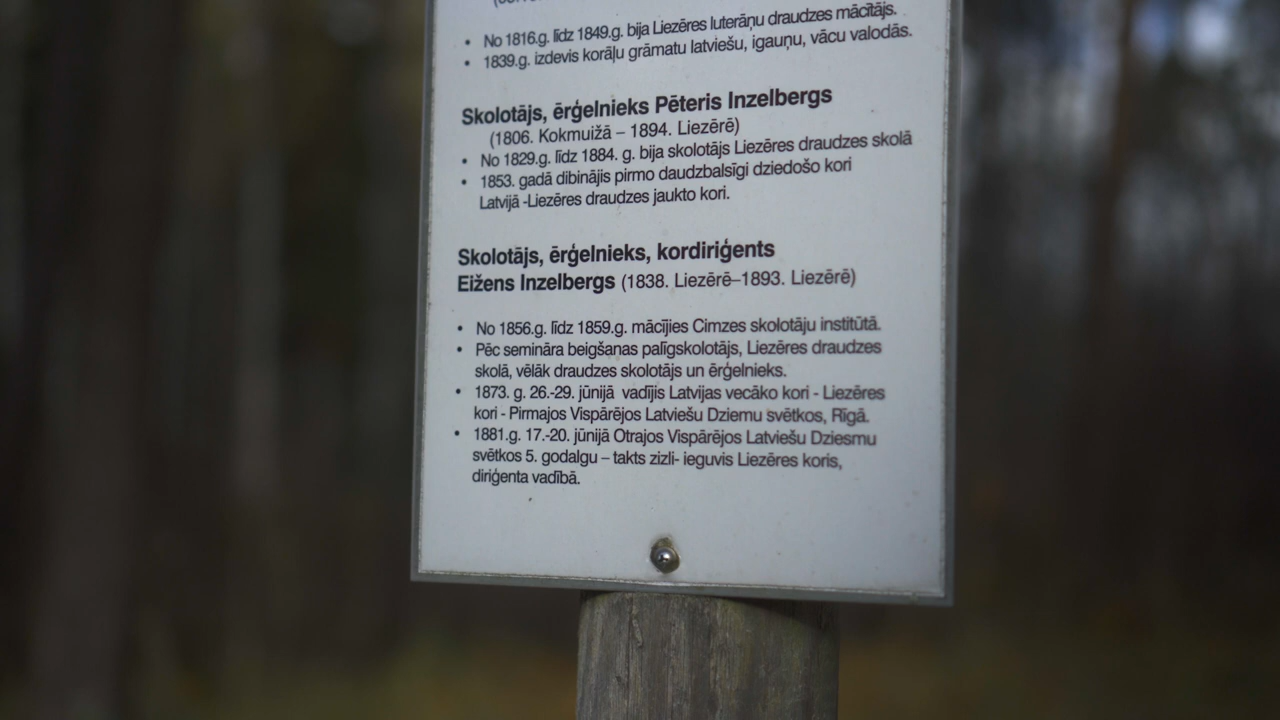 • No 1816.g. līdz 1849.g. bija Liezēres luterāņu draudzes mācītājs.
• 1839.g. izdevis korāļu grāmatu latviešu, igauņu, vācu valodās.
Skolotājs, ērģelnieks Pēteris Inzelbergs
(1806. Kokmuižā – 1894. Liezērē)
• No 1829.g. līdz 1884. g. bija skolotājs Liezēres draudzes skolā
• 1853. gadā dibinājis pirmo daudzbalsīgi dziedošo kori
Latvijā -Liezēres draudzes jaukto kori.
Skolotājs, ērģelnieks, kordiriģents
Eižens Inzelbergs (1838. Liezērē–1893. Liezērē)
• No 1856.g. līdz 1859.g. mācījies Cimzes skolotāju institūtā.
• Pēc semināra beigšanas palīgskolotājs, Liezēres draudzes
skolā, vēlāk draudzes skolotājs un ērģelnieks.
• 1873. g. 26.-29. jūnijā vadījis Latvijas vecāko kori - Liezēres
kori - Pirmajos Vispārējos Latviešu Dziemu svētkos, Rīgā.
• 1881.g. 17.-20. jūnijā Otrajos Vispārējos Latviešu Dziesmu
svētkos 5. godalgu – takts zizli- ieguvis Liezēres koris,
diriģenta vadībā.